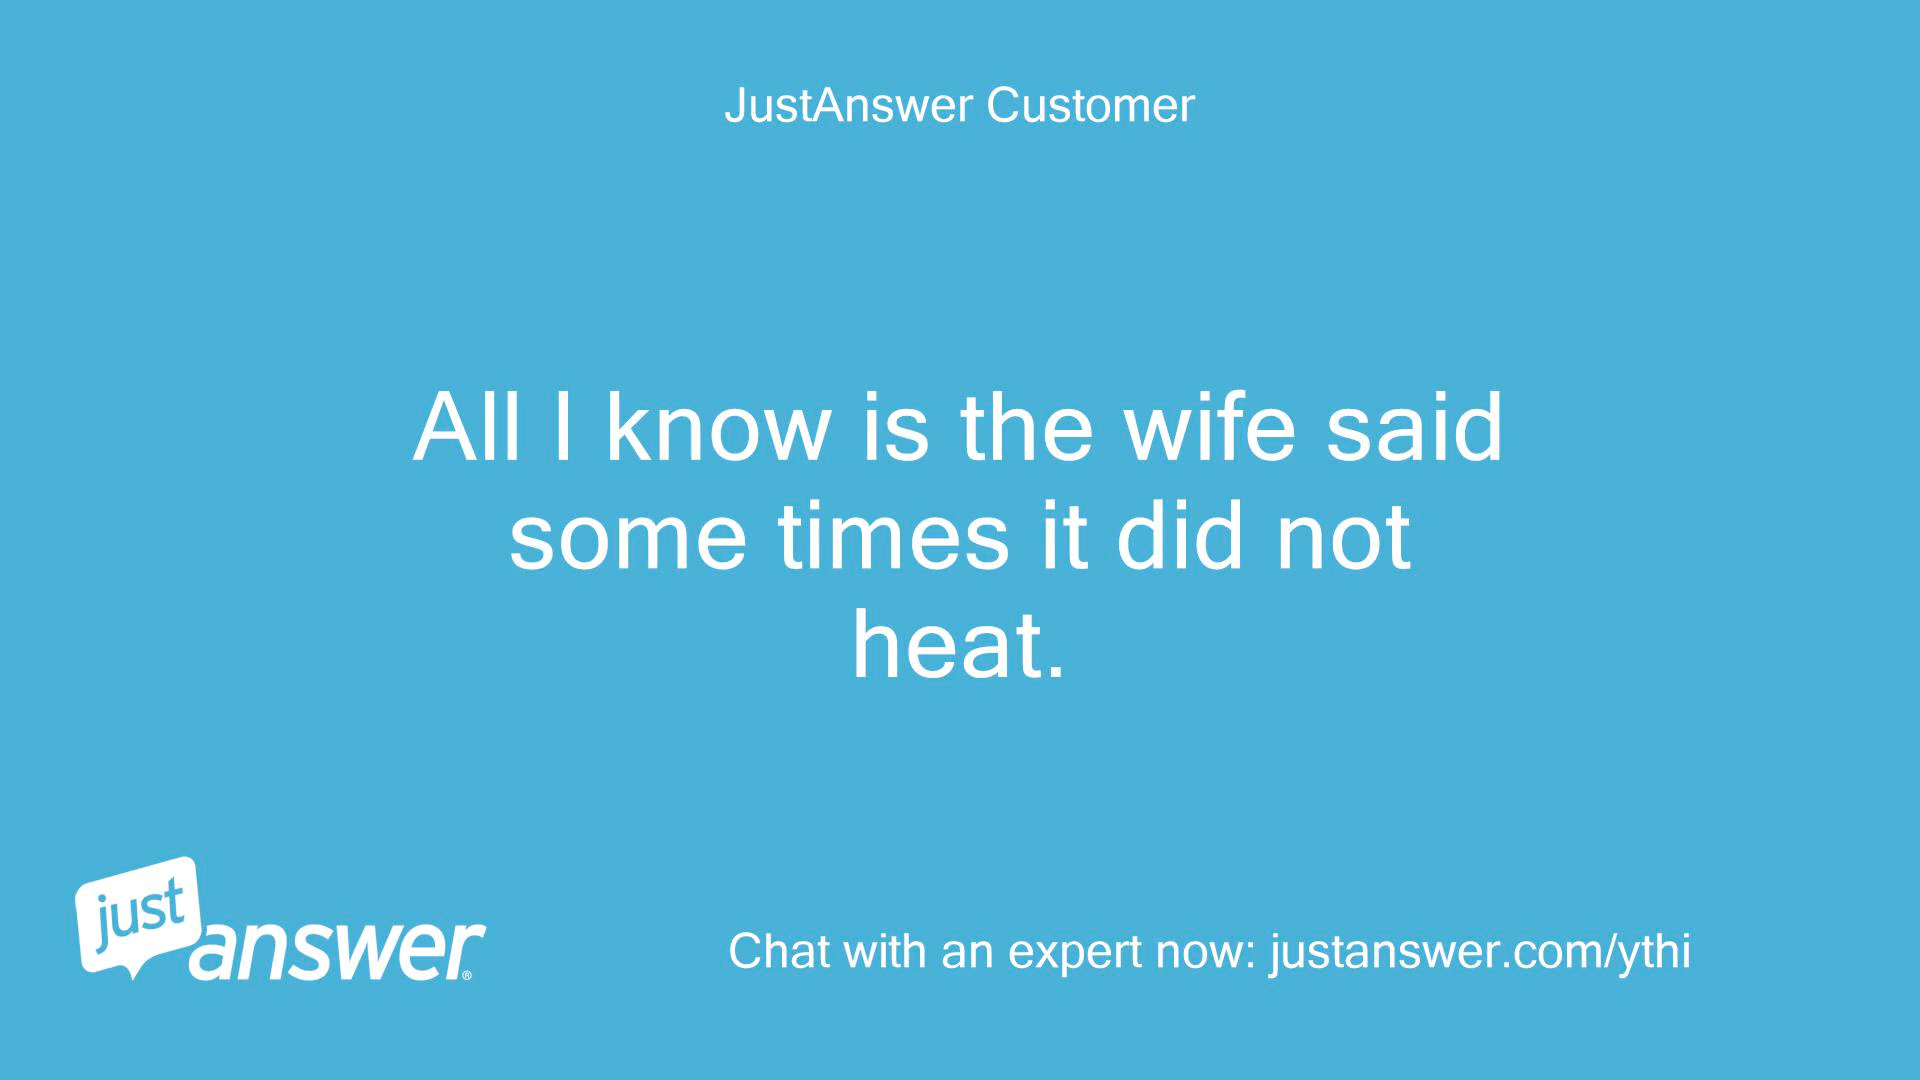 JustAnswer Customer
All I know is the wife said
some times it did not
heat.
just
answer®
Chat with an expert now: justanswer.com/ythi